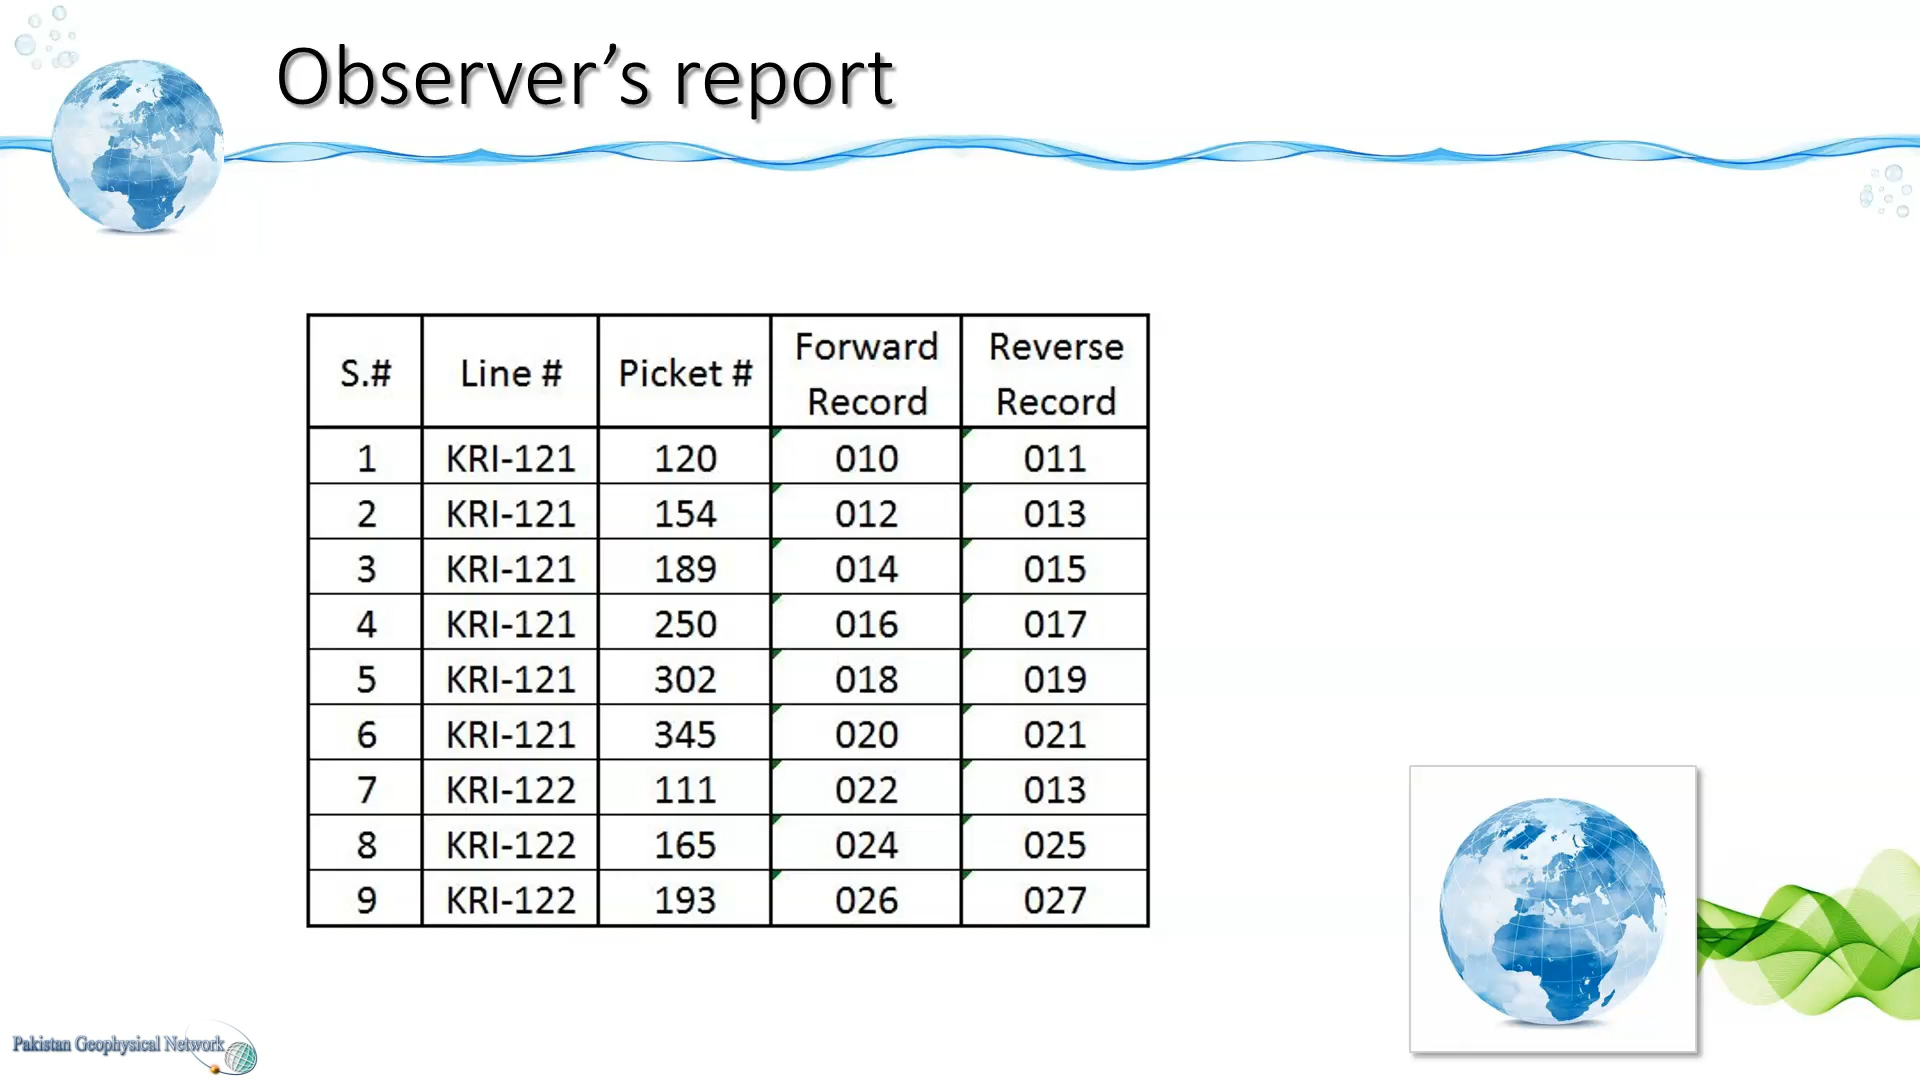 Observer’s report
S.# Line # Picket # Forward Record Reverse Record
1 KRI-121 120 010 011
2 KRI-121 154 012 013
3 KRI-121 189 014 015
4 KRI-121 250 016 017
5 KRI-121 302 018 019
6 KRI-121 345 020 021
7 KRI-122 111 022 013
8 KRI-122 165 024 025
9 KRI-122 193 026 027
Pakistan Geophysical Network